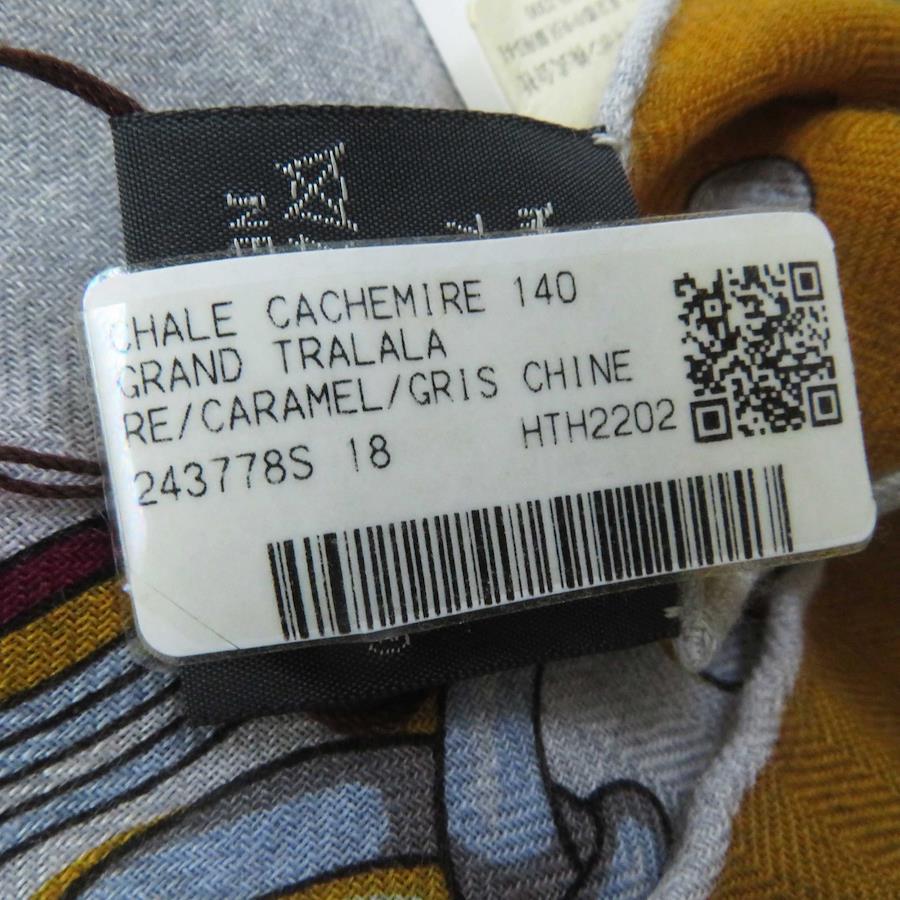 CHALE CACHEMIRE 140
GRAND TRALALA
RE/CARAMEL/GRIS CHINE
243778S 18 HTH2202